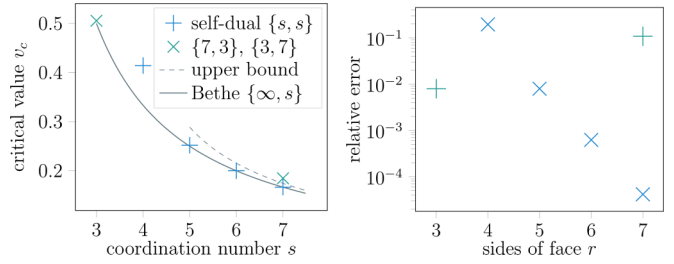 0.5
0.4
0.3
0.2
critical value v_c
self-dual {s, s}
{7, 3}, {3, 7}
upper bound
Bethe {∞, s}
3 4 5 6 7
coordination number s
10⁻¹
10⁻²
10⁻³
10⁻⁴
relative error
3 4 5 6 7
sides of face r